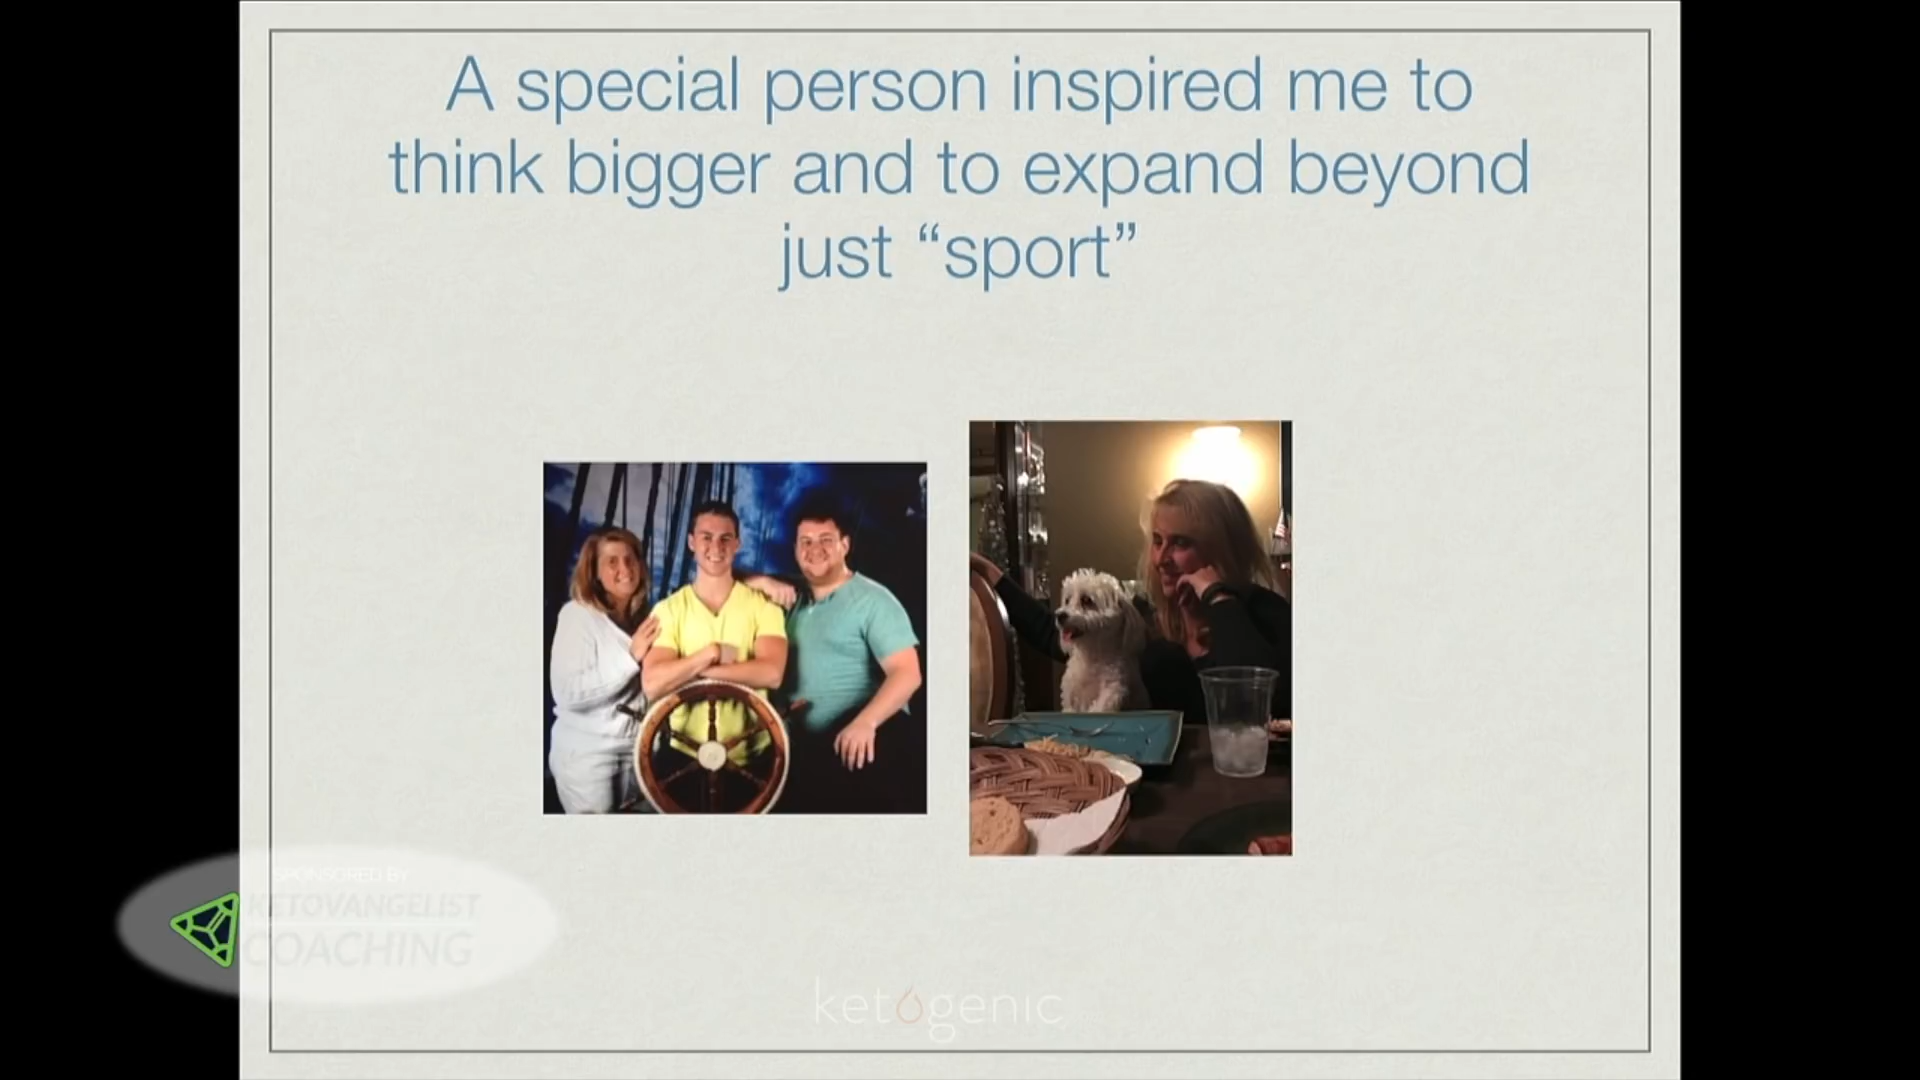 A special person inspired me to
think bigger and to expand beyond
just “sport”
SPONSORED BY
KETOVANGELIST
COACHING
ketogenic